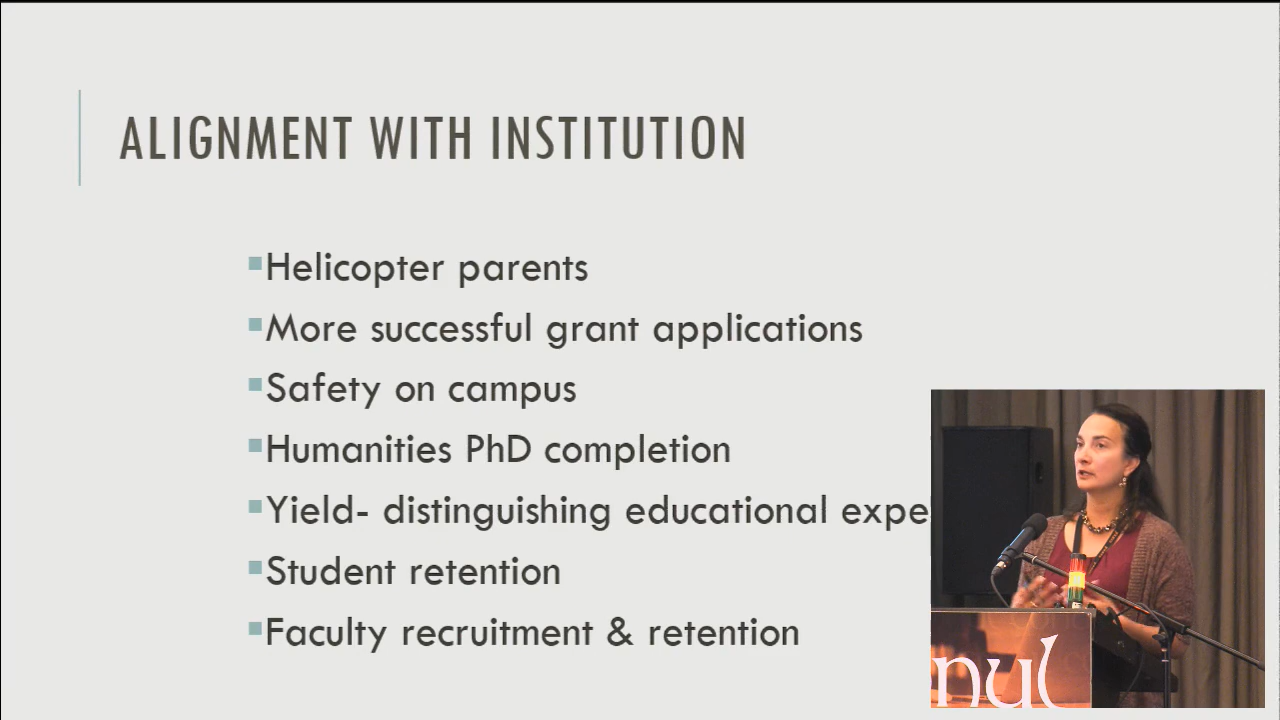 ALIGNMENT WITH INSTITUTION
▪Helicopter parents
▪More successful grant applications
▪Safety on campus
▪Humanities PhD completion
▪Yield- distinguishing educational
▪Student retention
▪Faculty recruitment & retention
nul